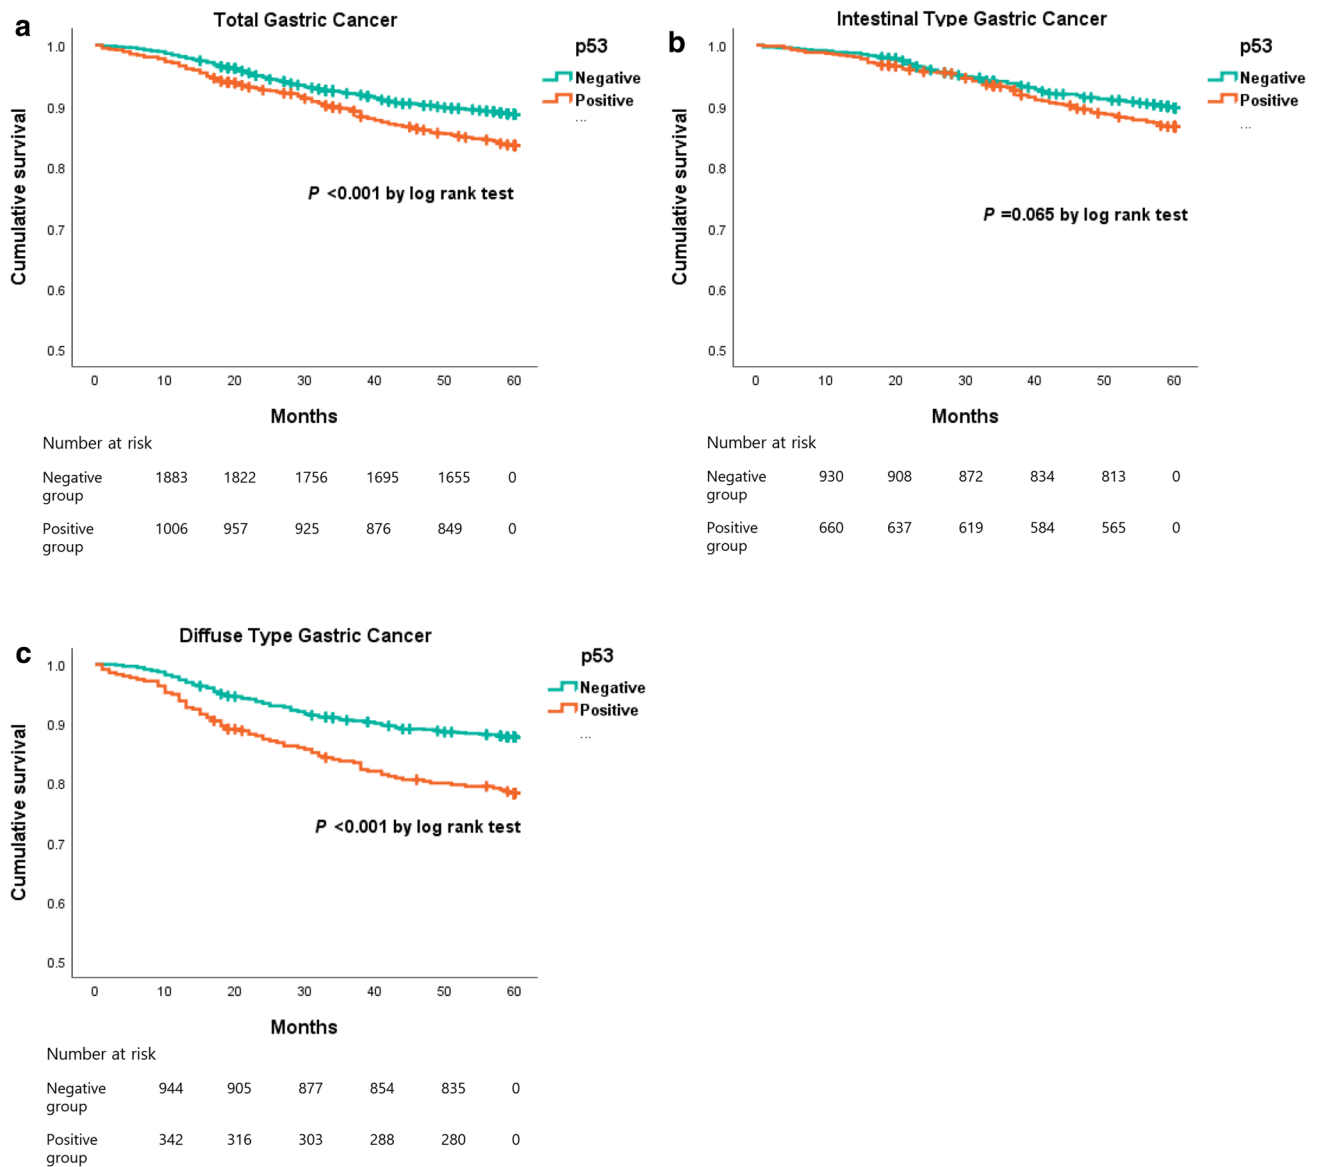 a
Total Gastric Cancer
p53
Negative
Positive
...
Cumulative survival
1.0
0.9
0.8
0.7
0.6
0.5
P <0.001 by log rank test
0 10 20 30 40 50 60
Months
Number at risk
Negative group 1883 1822 1756 1695 1655 0
Positive group 1006 957 925 876 849 0
b
Intestinal Type Gastric Cancer
p53
Negative
Positive
...
Cumulative survival
1.0
0.9
0.8
0.7
0.6
0.5
P =0.065 by log rank test
0 10 20 30 40 50 60
Months
Number at risk
Negative group 930 908 872 834 813 0
Positive group 660 637 619 584 565 0
c
Diffuse Type Gastric Cancer
p53
Negative
Positive
...
Cumulative survival
1.0
0.9
0.8
0.7
0.6
0.5
P <0.001 by log rank test
0 10 20 30 40 50 60
Months
Number at risk
Negative group 944 905 877 854 835 0
Positive group 342 316 303 288 280 0